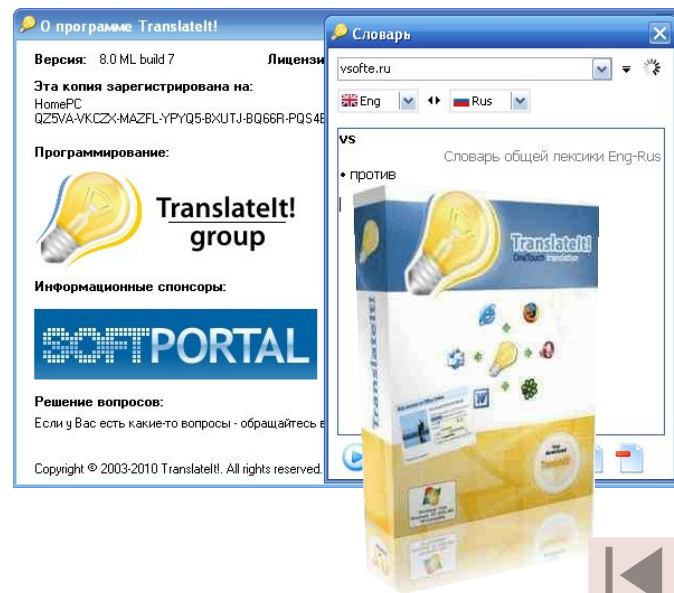 О программе TranslateIt!
Версия: 8.0 ML build 7
Лицензи
Эта копия зарегистрирована на:
HomePC
QZ5VA-VKCZX-MAZFL-YPYQ5-BXUTJ-BQ66R-PQS4E
Программирование:
TranslateIt!
group
Информационные спонсоры:
SOFTPORTAL
Решение вопросов:
Если у Вас есть какие-то вопросы - обращайтесь в
Copyright © 2003-2010 TranslateIt!. All rights reserved.
Словарь
vsofte.ru
Eng
Rus
vs
Словарь общей лексики Eng-Rus
• против
TranslateIt!
OneTouch translation
TranslateIt!
TranslateIt!